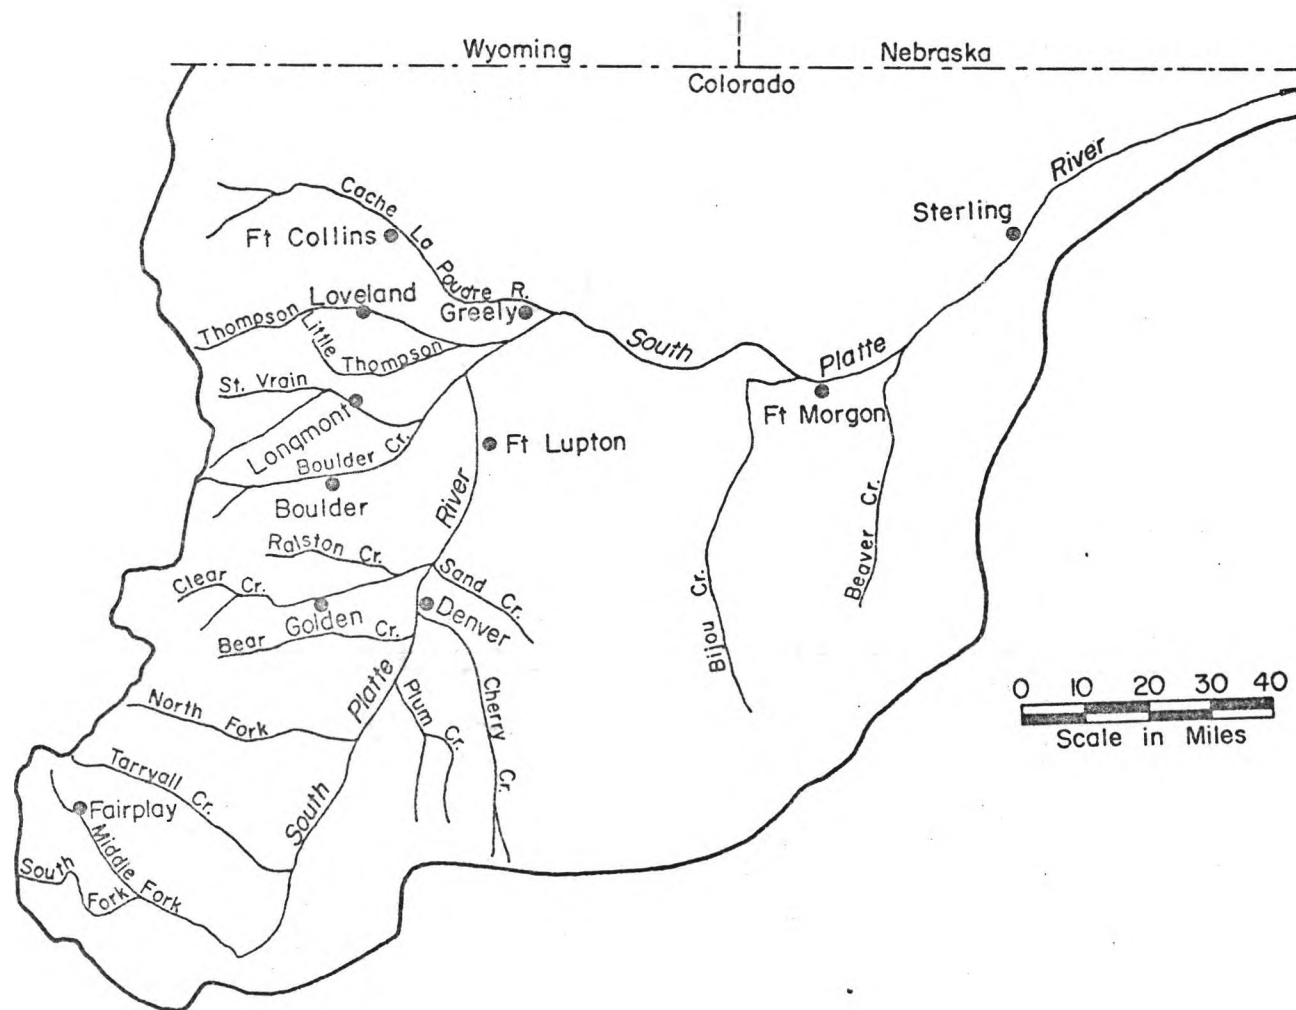 Wyoming
Nebraska
Colorado
Cache La Poudre R.
Ft Collins
Sterling
River
Loveland
Greely
Thompson
Little Thompson
South Platte
St. Vrain
Longmont
Ft Morgon
Ft Lupton
Boulder Cr.
Boulder
River
Beaver Cr.
Ralston Cr.
Sand Cr.
Clear Cr.
Golden
Denver
Bear Cr.
Bijou Cr.
Platte
Cherry Cr.
Plum Cr.
North Fork
0 10 20 30 40
Scale in Miles
Tarryall Cr.
South
Fairplay
Middle Fork
South Fork